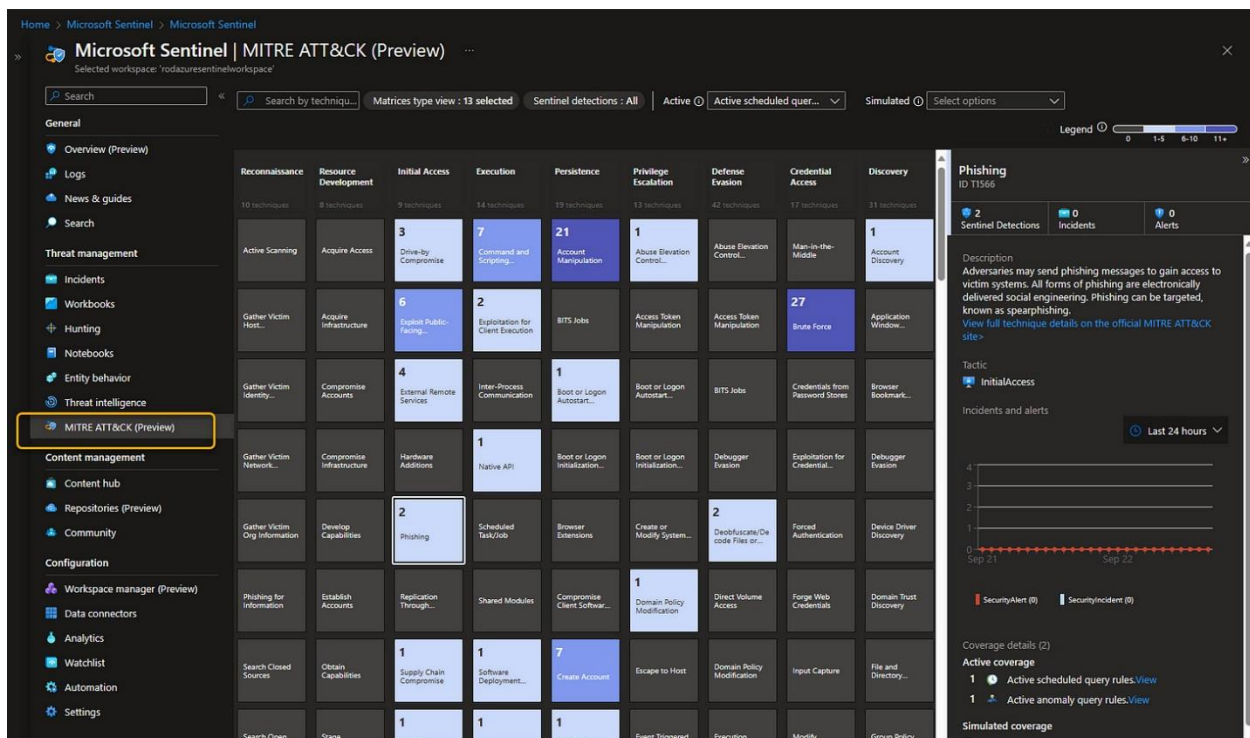 Home > Microsoft Sentinel > Microsoft Sentinel
Microsoft Sentinel | MITRE ATT&CK (Preview) ...
Selected workspace: 'rodazuresentinelworkspace'
Search
General
Overview (Preview)
Logs
News & guides
Search
Threat management
Incidents
Workbooks
Hunting
Notebooks
Entity behavior
Threat intelligence
MITRE ATT&CK (Preview)
Content management
Content hub
Repositories (Preview)
Community
Configuration
Workspace manager (Preview)
Data connectors
Analytics
Watchlist
Automation
Settings
Search by techniqu... Matrices type view : 13 selected Sentinel detections : All Active Active scheduled quer... Simulated Select options
Legend
0 1-5 6-10 11+
Reconnaissance
10 techniques
Active Scanning
Gather Victim
Host...
Gather Victim
Identity...
Gather Victim
Network...
Gather Victim
Org Information
Phishing for
Information
Search Closed
Sources
Search Open
Resource
Development
8 techniques
Acquire Access
Acquire
Infrastructure
Compromise
Accounts
Compromise
Infrastructure
Develop
Capabilities
Establish
Accounts
Obtain
Capabilities
Stage
Initial Access
9 techniques
3
Drive-by
Compromise
6
Exploit Public-
Facing...
4
External Remote
Services
Hardware
Additions
2
Phishing
Replication
Through...
1
Supply Chain
Compromise
1
Execution
14 techniques
7
Command and
Scripting...
2
Exploitation for
Client Execution
Inter-Process
Communication
1
Native API
Scheduled
Task/Job
Shared Modules
1
Software
Deployment...
1
Persistence
19 techniques
21
Account
Manipulation
BITS Jobs
1
Boot or Logon
Autostart...
Boot or Logon
Initialization...
Browser
Extensions
Compromise
Client Softwar...
7
Create Account
1
Privilege
Escalation
13 techniques
1
Abuse Elevation
Control...
Access Token
Manipulation
Boot or Logon
Autostart...
Boot or Logon
Initialization...
Create or
Modify System...
1
Domain Policy
Modification
Escape to Host
Event Triggered
Defense
Evasion
42 techniques
Abuse Elevation
Control...
Access Token
Manipulation
BITS Jobs
Debugger
Evasion
2
Deobfuscate/De
code Files or...
Direct Volume
Access
Domain Policy
Modification
Execution
Credential
Access
17 techniques
Man-in-the-
Middle
27
Brute Force
Credentials from
Password Stores
Exploitation for
Credential...
Forced
Authentication
Forge Web
Credentials
Input Capture
Modify
Discovery
31 techniques
1
Account
Discovery
Application
Window...
Browser
Bookmark...
Debugger
Evasion
Device Driver
Discovery
Domain Trust
Discovery
File and
Directory...
Group Policy
Phishing
ID T1566
2
Sentinel Detections
0
Incidents
0
Alerts
Description
Adversaries may send phishing messages to gain access to
victim systems. All forms of phishing are electronically
delivered social engineering. Phishing can be targeted,
known as spearphishing.
View full technique details on the official MITRE ATT&CK
site>
Tactic
InitialAccess
Incidents and alerts
Last 24 hours
4
3
2
1
0
Sep 21 Sep 22
SecurityAlert (0) SecurityIncident (0)
Coverage details (2)
Active coverage
1 Active scheduled query rules.View
1 Active anomaly query rules.View
Simulated coverage